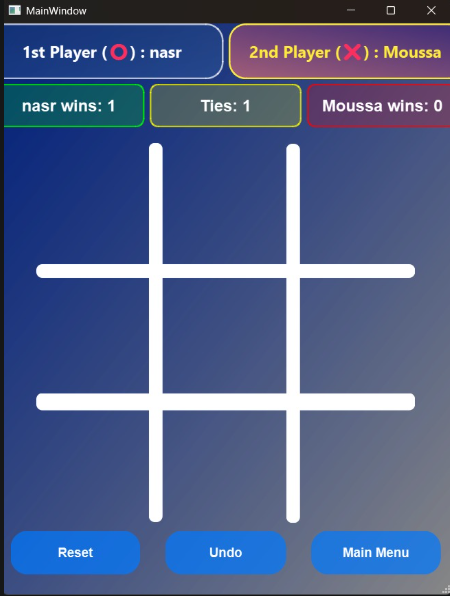 MainWindow
1st Player (⭕) : nasr
2nd Player (❌) : Moussa
nasr wins: 1
Ties: 1
Moussa wins: 0
Reset
Undo
Main Menu